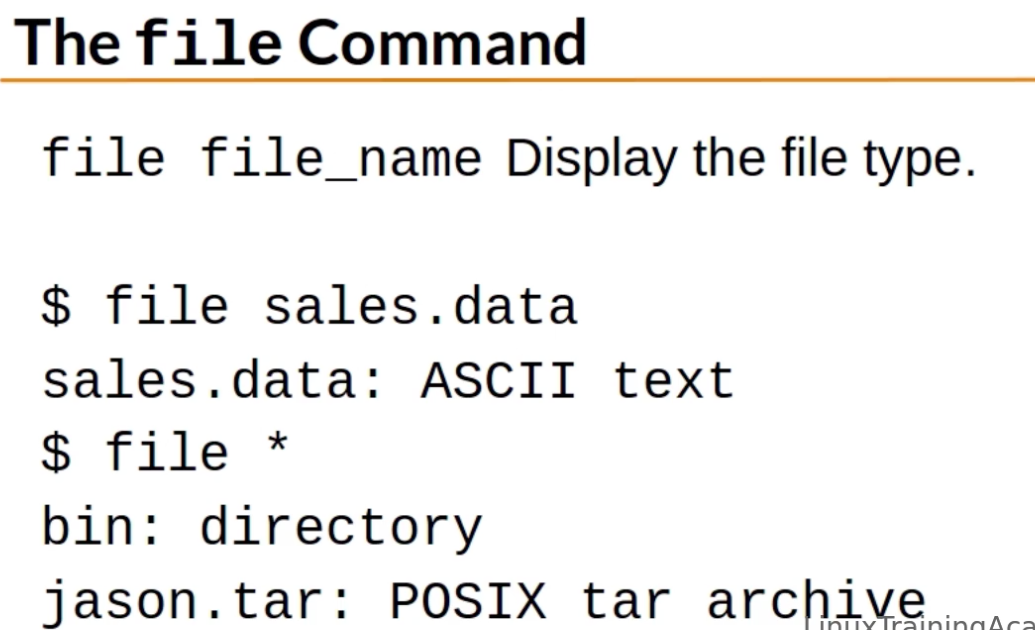 The file Command
file file_name Display the file type.
$ file sales.data
sales.data: ASCII text
$ file *
bin: directory
jason.tar: POSIX tar archive